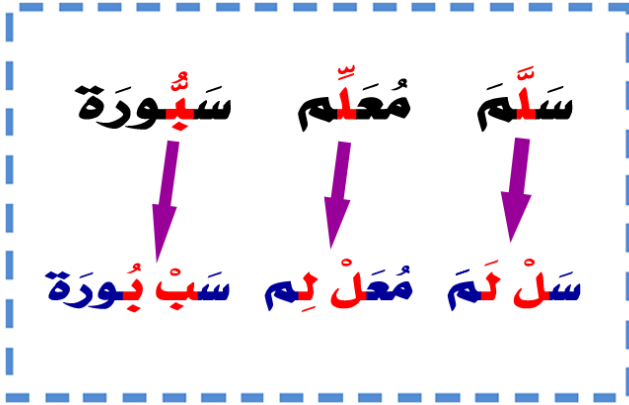 سَلَّمَ مُعَلِّم سَبُّورَة
سَلْ لَمَ مُعَلْ لِم سَبْ بُورَة